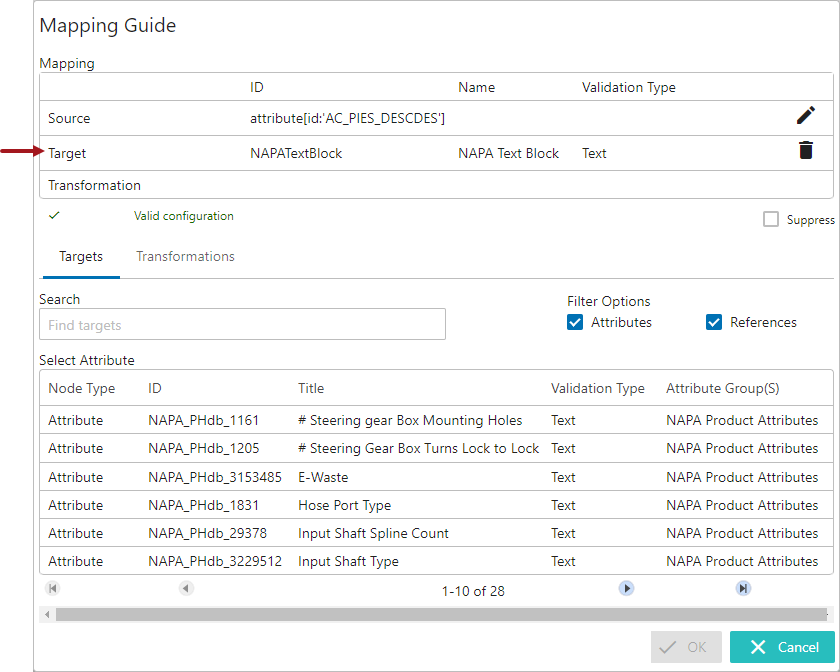 Mapping Guide
Mapping
ID Name Validation Type
Source attribute[id:'AC_PIES_DESCDES']
Target NAPATextBlock NAPA Text Block Text
Transformation
Valid configuration Suppress
Targets Transformations
Search Filter Options
Find targets Attributes References
Select Attribute
Node Type ID Title Validation Type Attribute Group(S)
Attribute NAPA_PHdb_1161 # Steering gear Box Mounting Holes Text NAPA Product Attributes
Attribute NAPA_PHdb_1205 # Steering Gear Box Turns Lock to Lock Text NAPA Product Attributes
Attribute NAPA_PHdb_3153485 E-Waste Text NAPA Product Attributes
Attribute NAPA_PHdb_1831 Hose Port Type Text NAPA Product Attributes
Attribute NAPA_PHdb_29378 Input Shaft Spline Count Text NAPA Product Attributes
Attribute NAPA_PHdb_3229512 Input Shaft Type Text NAPA Product Attributes
1-10 of 28
OK Cancel